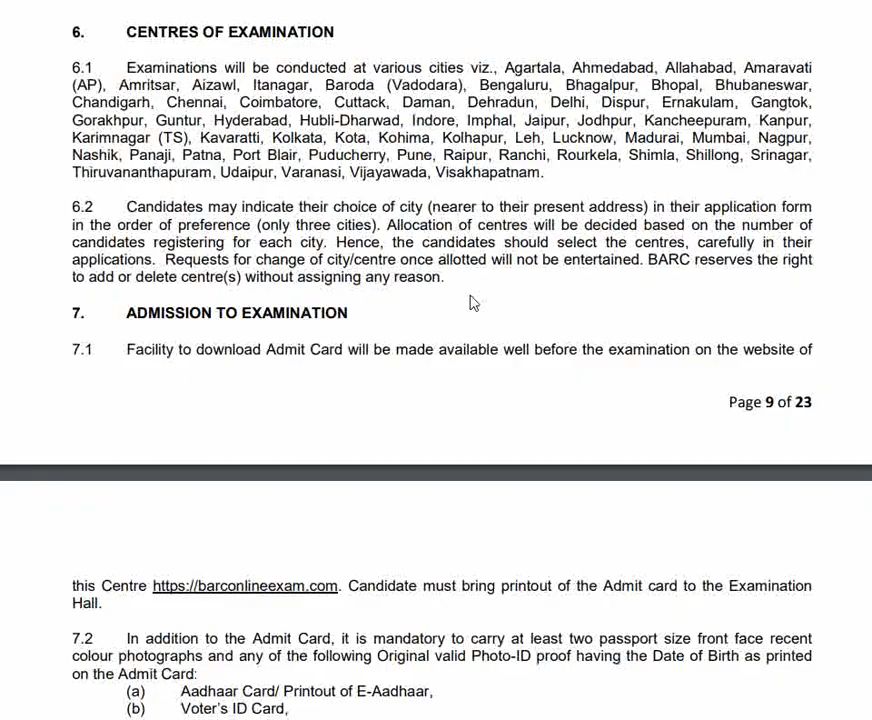 6. CENTRES OF EXAMINATION
6.1 Examinations will be conducted at various cities viz., Agartala, Ahmedabad, Allahabad, Amaravati
(AP), Amritsar, Aizawl, Itanagar, Baroda (Vadodara), Bengaluru, Bhagalpur, Bhopal, Bhubaneswar,
Chandigarh, Chennai, Coimbatore, Cuttack, Daman, Dehradun, Delhi, Dispur, Ernakulam, Gangtok,
Gorakhpur, Guntur, Hyderabad, Hubli-Dharwad, Indore, Imphal, Jaipur, Jodhpur, Kancheepuram, Kanpur,
Karimnagar (TS), Kavaratti, Kolkata, Kota, Kohima, Kolhapur, Leh, Lucknow, Madurai, Mumbai, Nagpur,
Nashik, Panaji, Patna, Port Blair, Puducherry, Pune, Raipur, Ranchi, Rourkela, Shimla, Shillong, Srinagar,
Thiruvananthapuram, Udaipur, Varanasi, Vijayawada, Visakhapatnam.
6.2 Candidates may indicate their choice of city (nearer to their present address) in their application form
in the order of preference (only three cities). Allocation of centres will be decided based on the number of
candidates registering for each city. Hence, the candidates should select the centres, carefully in their
applications. Requests for change of city/centre once allotted will not be entertained. BARC reserves the right
to add or delete centre(s) without assigning any reason.
7. ADMISSION TO EXAMINATION
7.1 Facility to download Admit Card will be made available well before the examination on the website of
Page 9 of 23
this Centre https://barconlineexam.com. Candidate must bring printout of the Admit card to the Examination
Hall.
7.2 In addition to the Admit Card, it is mandatory to carry at least two passport size front face recent
colour photographs and any of the following Original valid Photo-ID proof having the Date of Birth as printed
on the Admit Card:
(a) Aadhaar Card/ Printout of E-Aadhaar,
(b) Voter's ID Card,